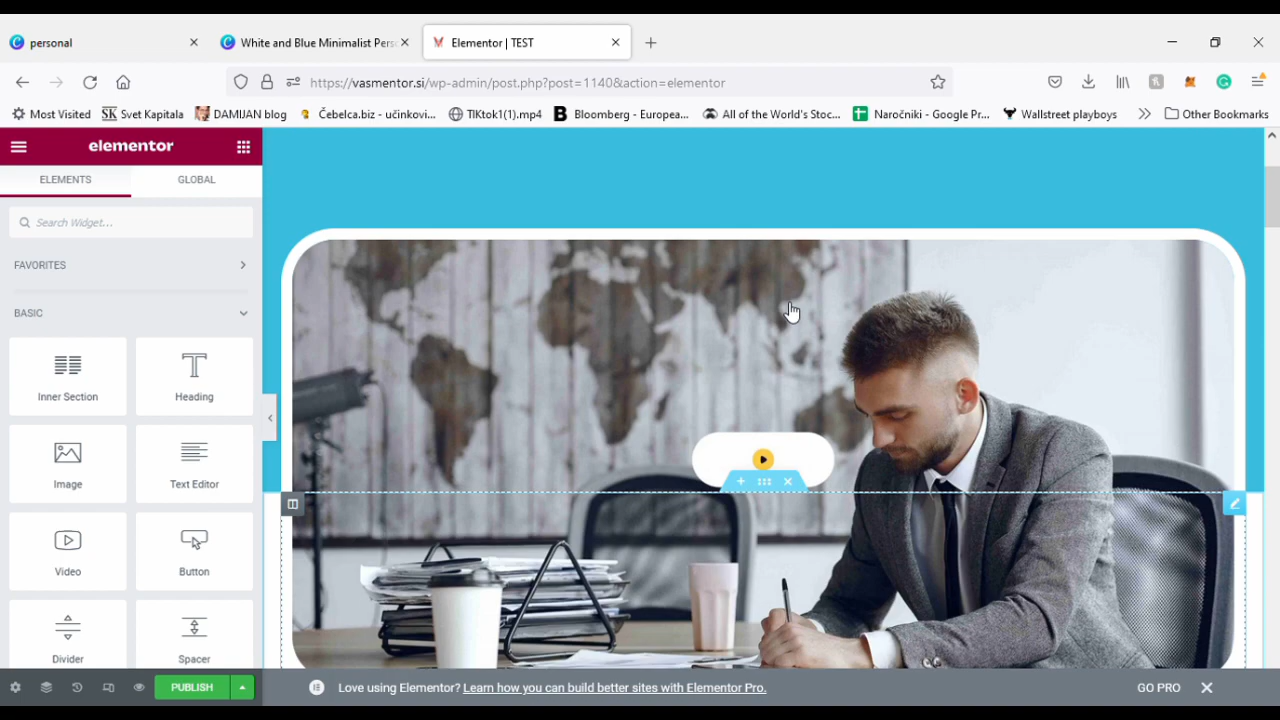 personal
White and Blue Minimalist Pers
Elementor | TEST
https://vasmentor.si/wp-admin/post.php?post=1140&action=elementor
Most Visited
SK Svet Kapitala
DAMIJAN blog
Čebelca.biz - učinkovi...
TIKtok1(1).mp4
B Bloomberg - Europea...
All of the World's Stoc...
Naročniki - Google Pr...
Wallstreet playboys
Other Bookmarks
elementor
ELEMENTS
GLOBAL
Search Widget...
FAVORITES
BASIC
Inner Section
Heading
Image
Text Editor
Video
Button
Divider
Spacer
PUBLISH
Love using Elementor? Learn how you can build better sites with Elementor Pro.
GO PRO